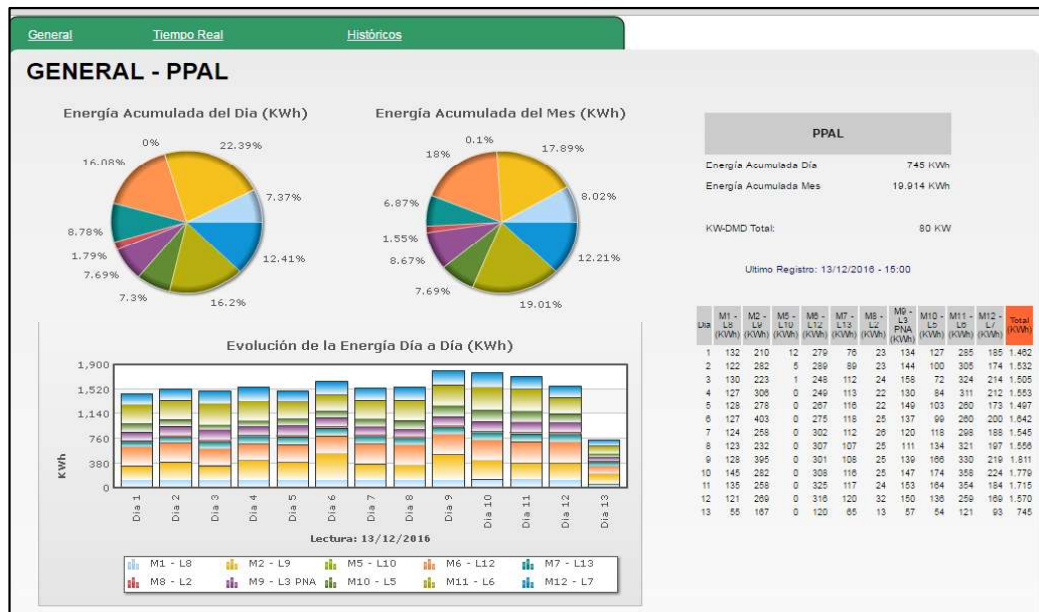 General Tiempo Real Históricos
GENERAL - PPAL
Energía Acumulada del Dia (KWh)
0%
22.39%
16.08%
7.37%
8.78%
1.79%
12.41%
7.69%
7.3%
16.2%
Energía Acumulada del Mes (KWh)
0.1%
17.89%
18%
8.02%
6.87%
1.55%
12.21%
8.67%
7.69%
19.01%
PPAL
Energía Acumulada Día 745 KWh
Energía Acumulada Mes 19.914 KWh
KW-DMD Total: 80 KW
Ultimo Registro: 13/12/2016 - 15:00
Evolución de la Energía Día a Día (KWh)
KWh
1,900
1,520
1,140
760
380
0
Día 1 Día 2 Día 3 Día 4 Día 5 Día 6 Día 7 Día 8 Día 9 Día 10 Día 11 Día 12 Día 13
Lectura: 13/12/2016
M1 - L8 M2 - L9 M5 - L10 M6 - L12 M7 - L13
M8 - L2 M9 - L3 PNA M10 - L5 M11 - L6 M12 - L7
Dia M1 - L8 (KWh) M2 - L9 (KWh) M5 - L10 (KWh) M6 - L12 (KWh) M7 - L13 (KWh) M8 - L2 (KWh) M9 - L3 PNA (KWh) M10 - L5 (KWh) M11 - L6 (KWh) M12 - L7 (KWh) Total (KWh)
1 132 210 12 279 76 23 134 127 285 185 1.462
2 122 282 5 289 89 23 144 100 305 174 1.532
3 130 223 1 248 112 24 158 72 324 214 1.505
4 127 306 0 249 113 22 130 84 311 212 1.553
5 128 278 0 267 116 22 149 103 260 173 1.497
6 127 403 0 275 118 25 137 99 260 200 1.642
7 124 258 0 302 112 26 120 118 298 188 1.545
8 123 232 0 307 107 25 111 134 321 197 1.556
9 128 395 0 301 108 25 139 166 330 219 1.811
10 145 282 0 308 116 25 147 174 358 224 1.779
11 135 258 0 325 117 24 153 164 354 184 1.715
12 121 269 0 316 120 32 150 136 259 169 1.570
13 55 167 0 120 65 13 57 54 121 93 745